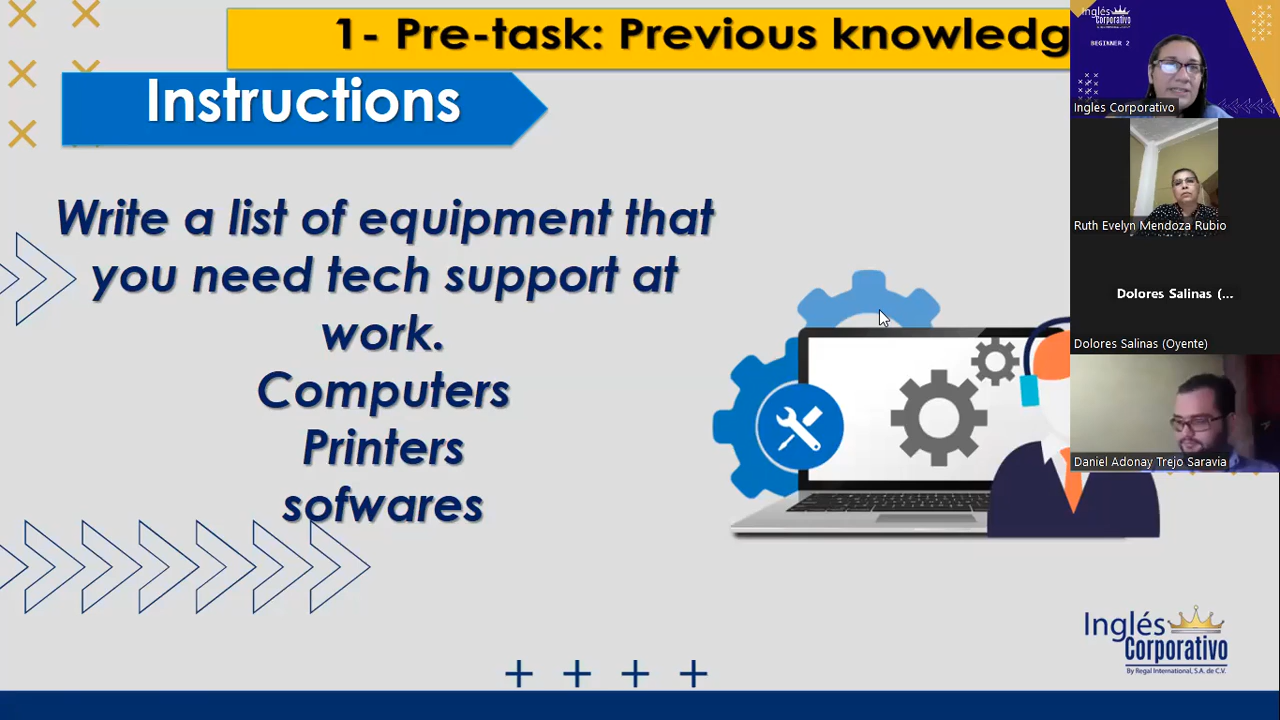 1- Pre-task: Previous knowledg
Instructions
Write a list of equipment that
you need tech support at
work.
Computers
Printers
sofwares
Inglés
Corporativo
BEGINNER 2
Ingles Corporativo
Ruth Evelyn Mendoza Rubio
Dolores Salinas (...
Dolores Salinas (Oyente)
Daniel Adonay Trejo Saravia
Inglés
Corporativo
By Regal International, S.A. de C.V.